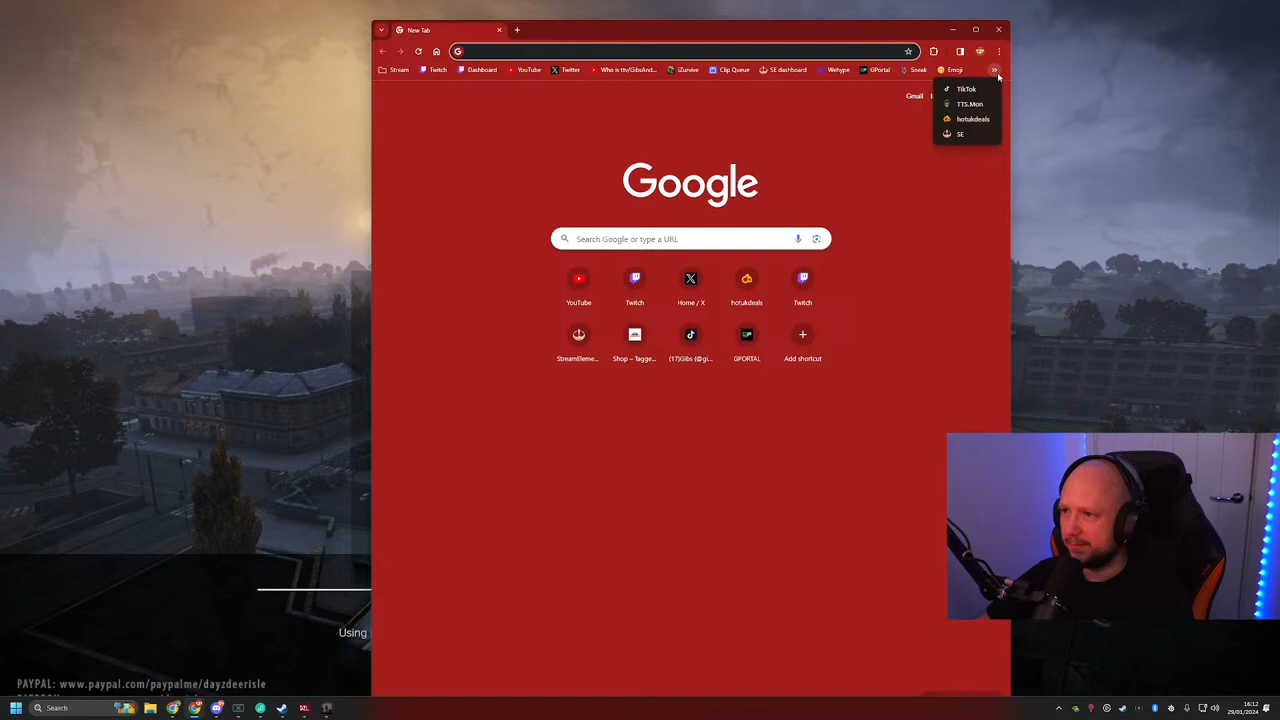 New Tab
Stream Twitch Dashboard YouTube Twitter Who is ttv/GibsAnd... iZurvive Clip Queue SE dashboard Wehype GPortal Sneak Emoji »
TikTok
TTS.Mon
hotukdeals
SE
Gmail
Google
Search Google or type a URL
YouTube Twitch Home / X hotukdeals Twitch
StreamEleme... Shop – Tagge... (17)Gibs (@gi... GPORTAL Add shortcut
Using
PAYPAL: www.paypal.com/paypalme/dayzdeerisle
Search
16:12
29/01/2024